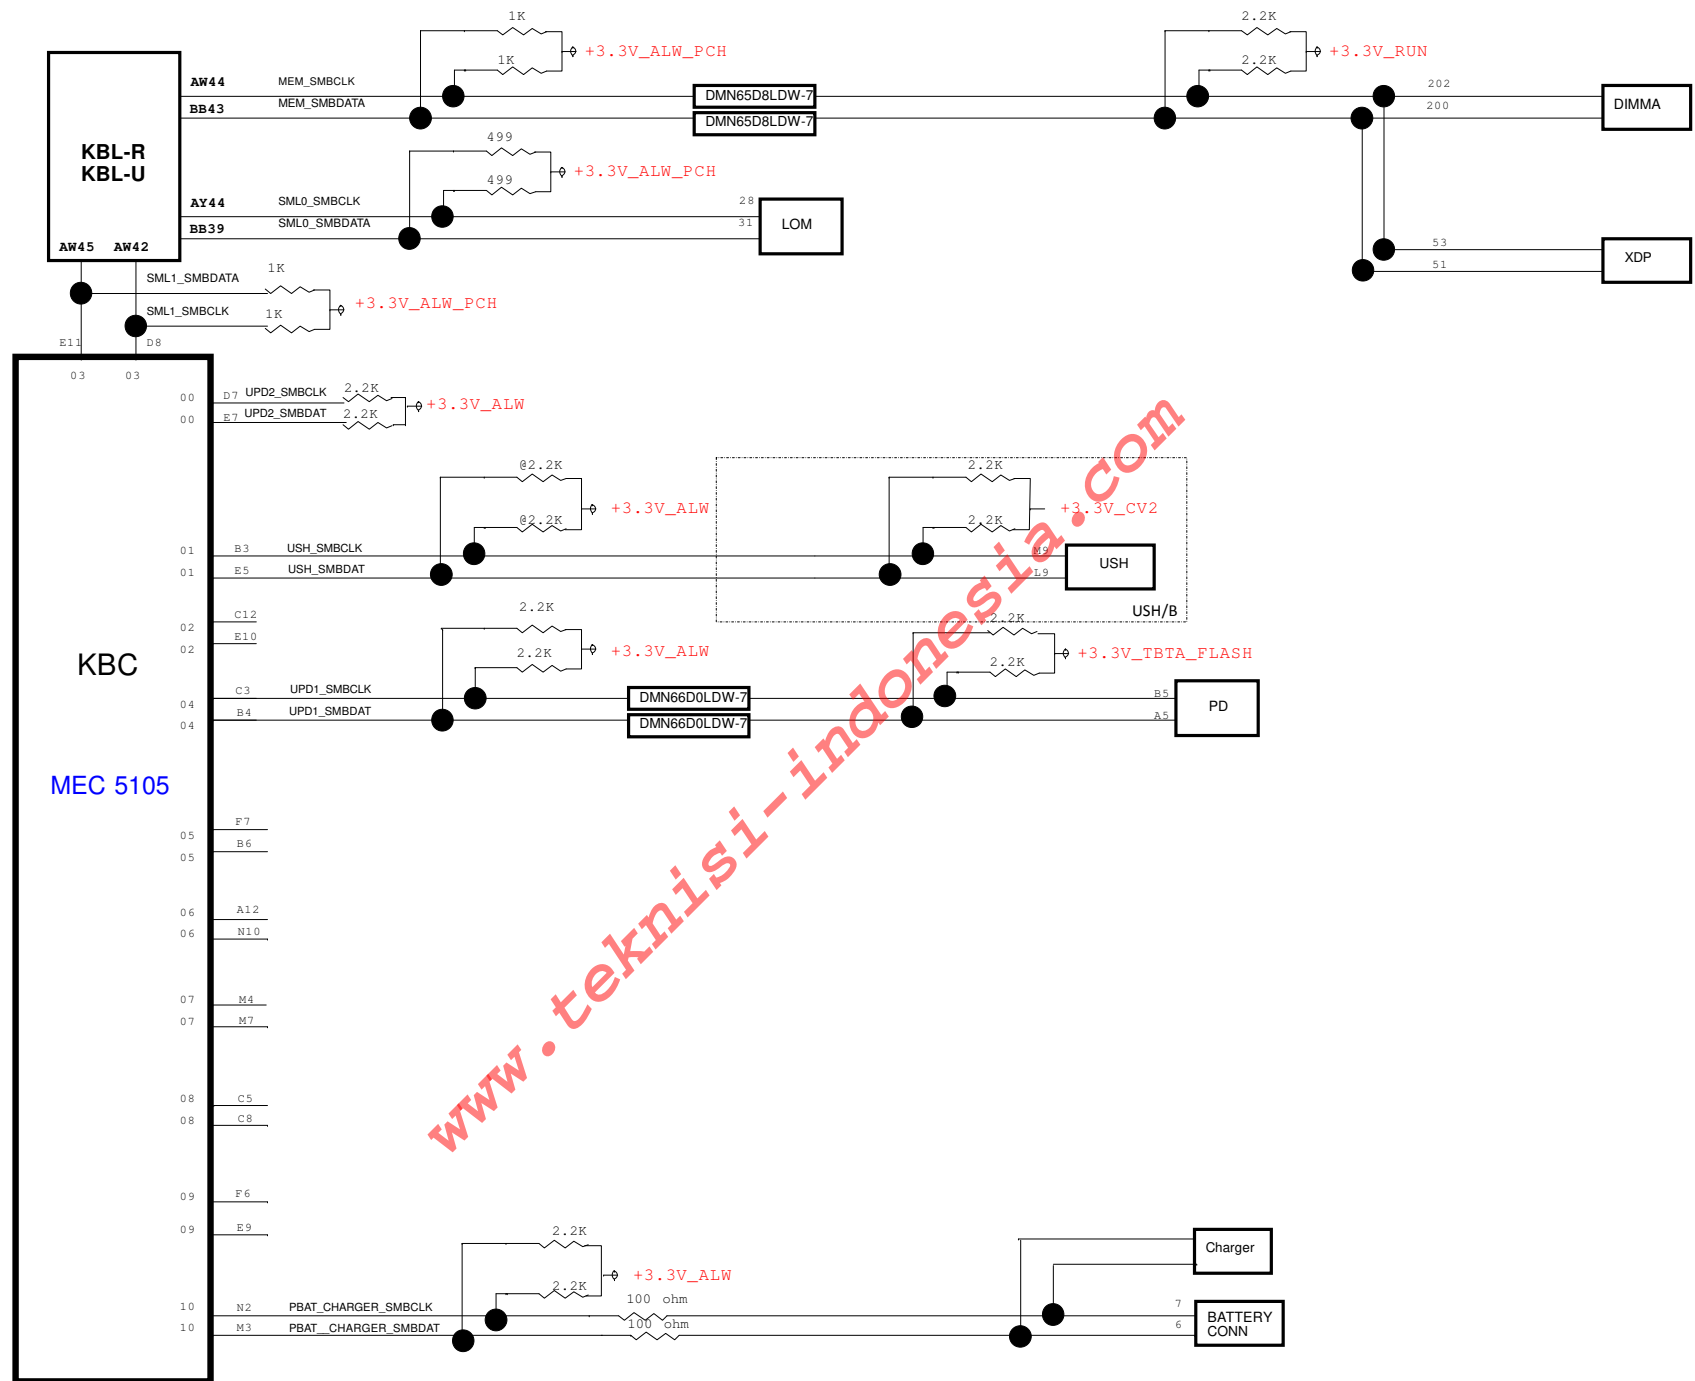 1K
2.2K
+3.3V_ALW_PCH
+3.3V_RUN
1K
2.2K
AW44
MEM_SMBCLK
DMN65D8LDW-7
202
BB43
MEM_SMBDATA
DMN65D8LDW-7
200
DIMMA
499
KBL-R
KBL-U
+3.3V_ALW_PCH
499
AY44
SML0_SMBCLK
28
BB39
SML0_SMBDATA
31
LOM
AW45
AW42
53
XDP
51
SML1_SMBDATA
1K
+3.3V_ALW_PCH
SML1_SMBCLK
1K
E11
D8
03
03
00
D7
UPD2_SMBCLK
2.2K
+3.3V_ALW
00
E7
UPD2_SMBDAT
2.2K
@2.2K
2.2K
+3.3V_ALW
+3.3V_CV2
@2.2K
2.2K
01
B3
USH_SMBCLK
M9
01
E5
USH_SMBDAT
L9
USH
USH/B
C12
02
E10
02
2.2K
2.2K
+3.3V_ALW
+3.3V_TBTA_FLASH
2.2K
2.2K
KBC
C3
UPD1_SMBCLK
DMN66D0LDW-7
B5
04
B4
UPD1_SMBDAT
DMN66D0LDW-7
A5
04
PD
MEC 5105
F7
05
B6
05
A12
06
N10
06
M4
07
M7
07
C5
08
C8
08
F6
09
E9
09
2.2K
Charger
+3.3V_ALW
2.2K
10
N2
PBAT_CHARGER_SMBCLK
100 ohm
7
10
M3
PBAT__CHARGER_SMBDAT
100 ohm
6
BATTERY
CONN
www.teknisi-indonesia.com